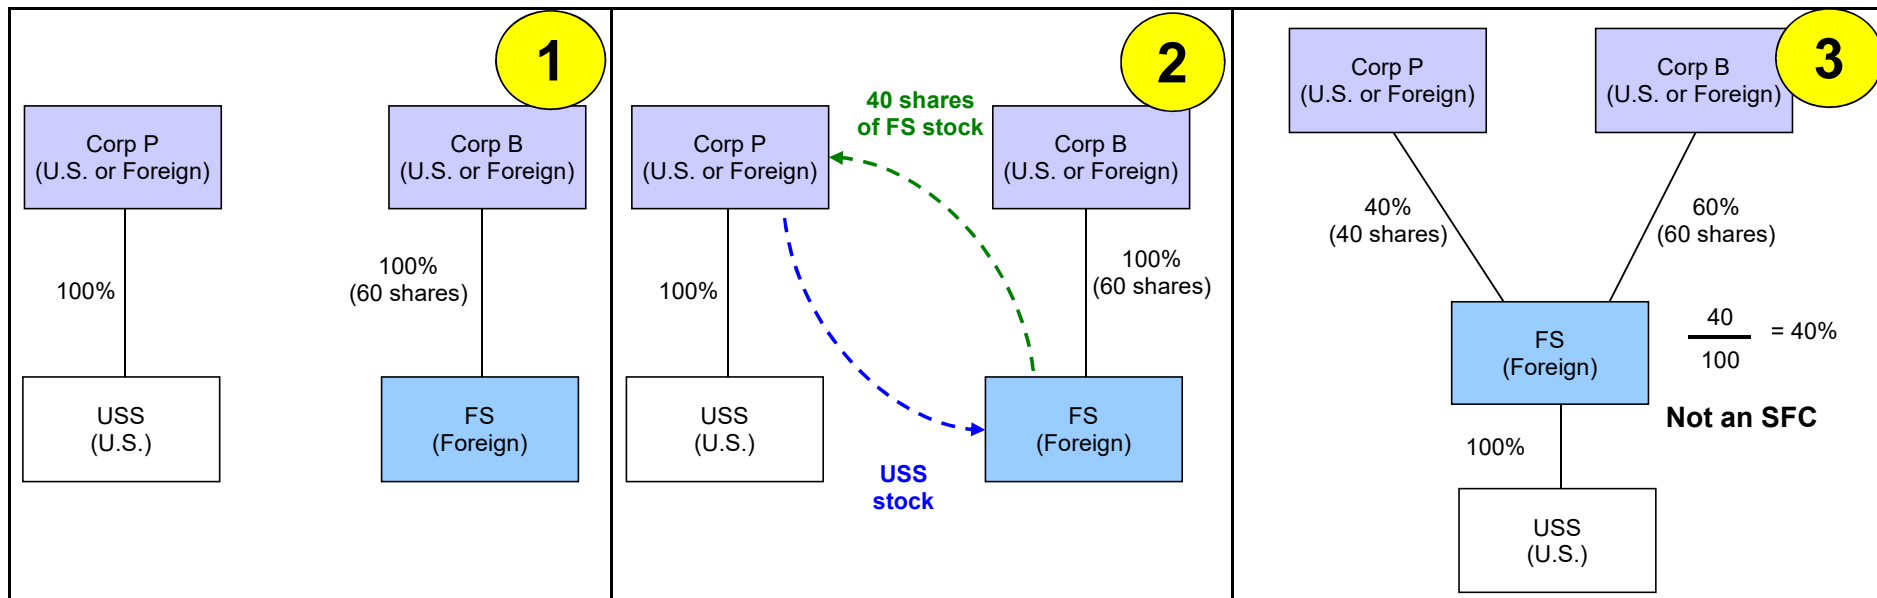 1
Corp P
(U.S. or Foreign)
Corp B
(U.S. or Foreign)
100%
100%
(60 shares)
USS
(U.S.)
FS
(Foreign)
2
40 shares
of FS stock
Corp P
(U.S. or Foreign)
Corp B
(U.S. or Foreign)
100%
100%
(60 shares)
USS
(U.S.)
FS
(Foreign)
USS
stock
3
Corp P
(U.S. or Foreign)
Corp B
(U.S. or Foreign)
40%
(40 shares)
60%
(60 shares)
FS
(Foreign)
40
100
= 40%
Not an SFC
100%
USS
(U.S.)